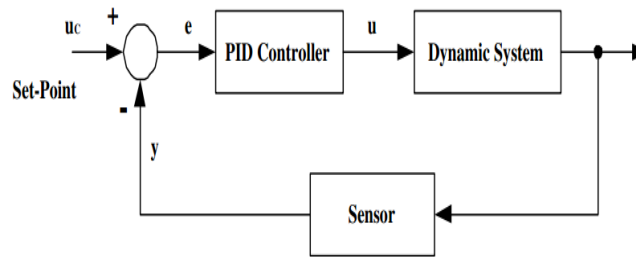 uc + e PID Controller u Dynamic System
Set-Point
-
y
Sensor